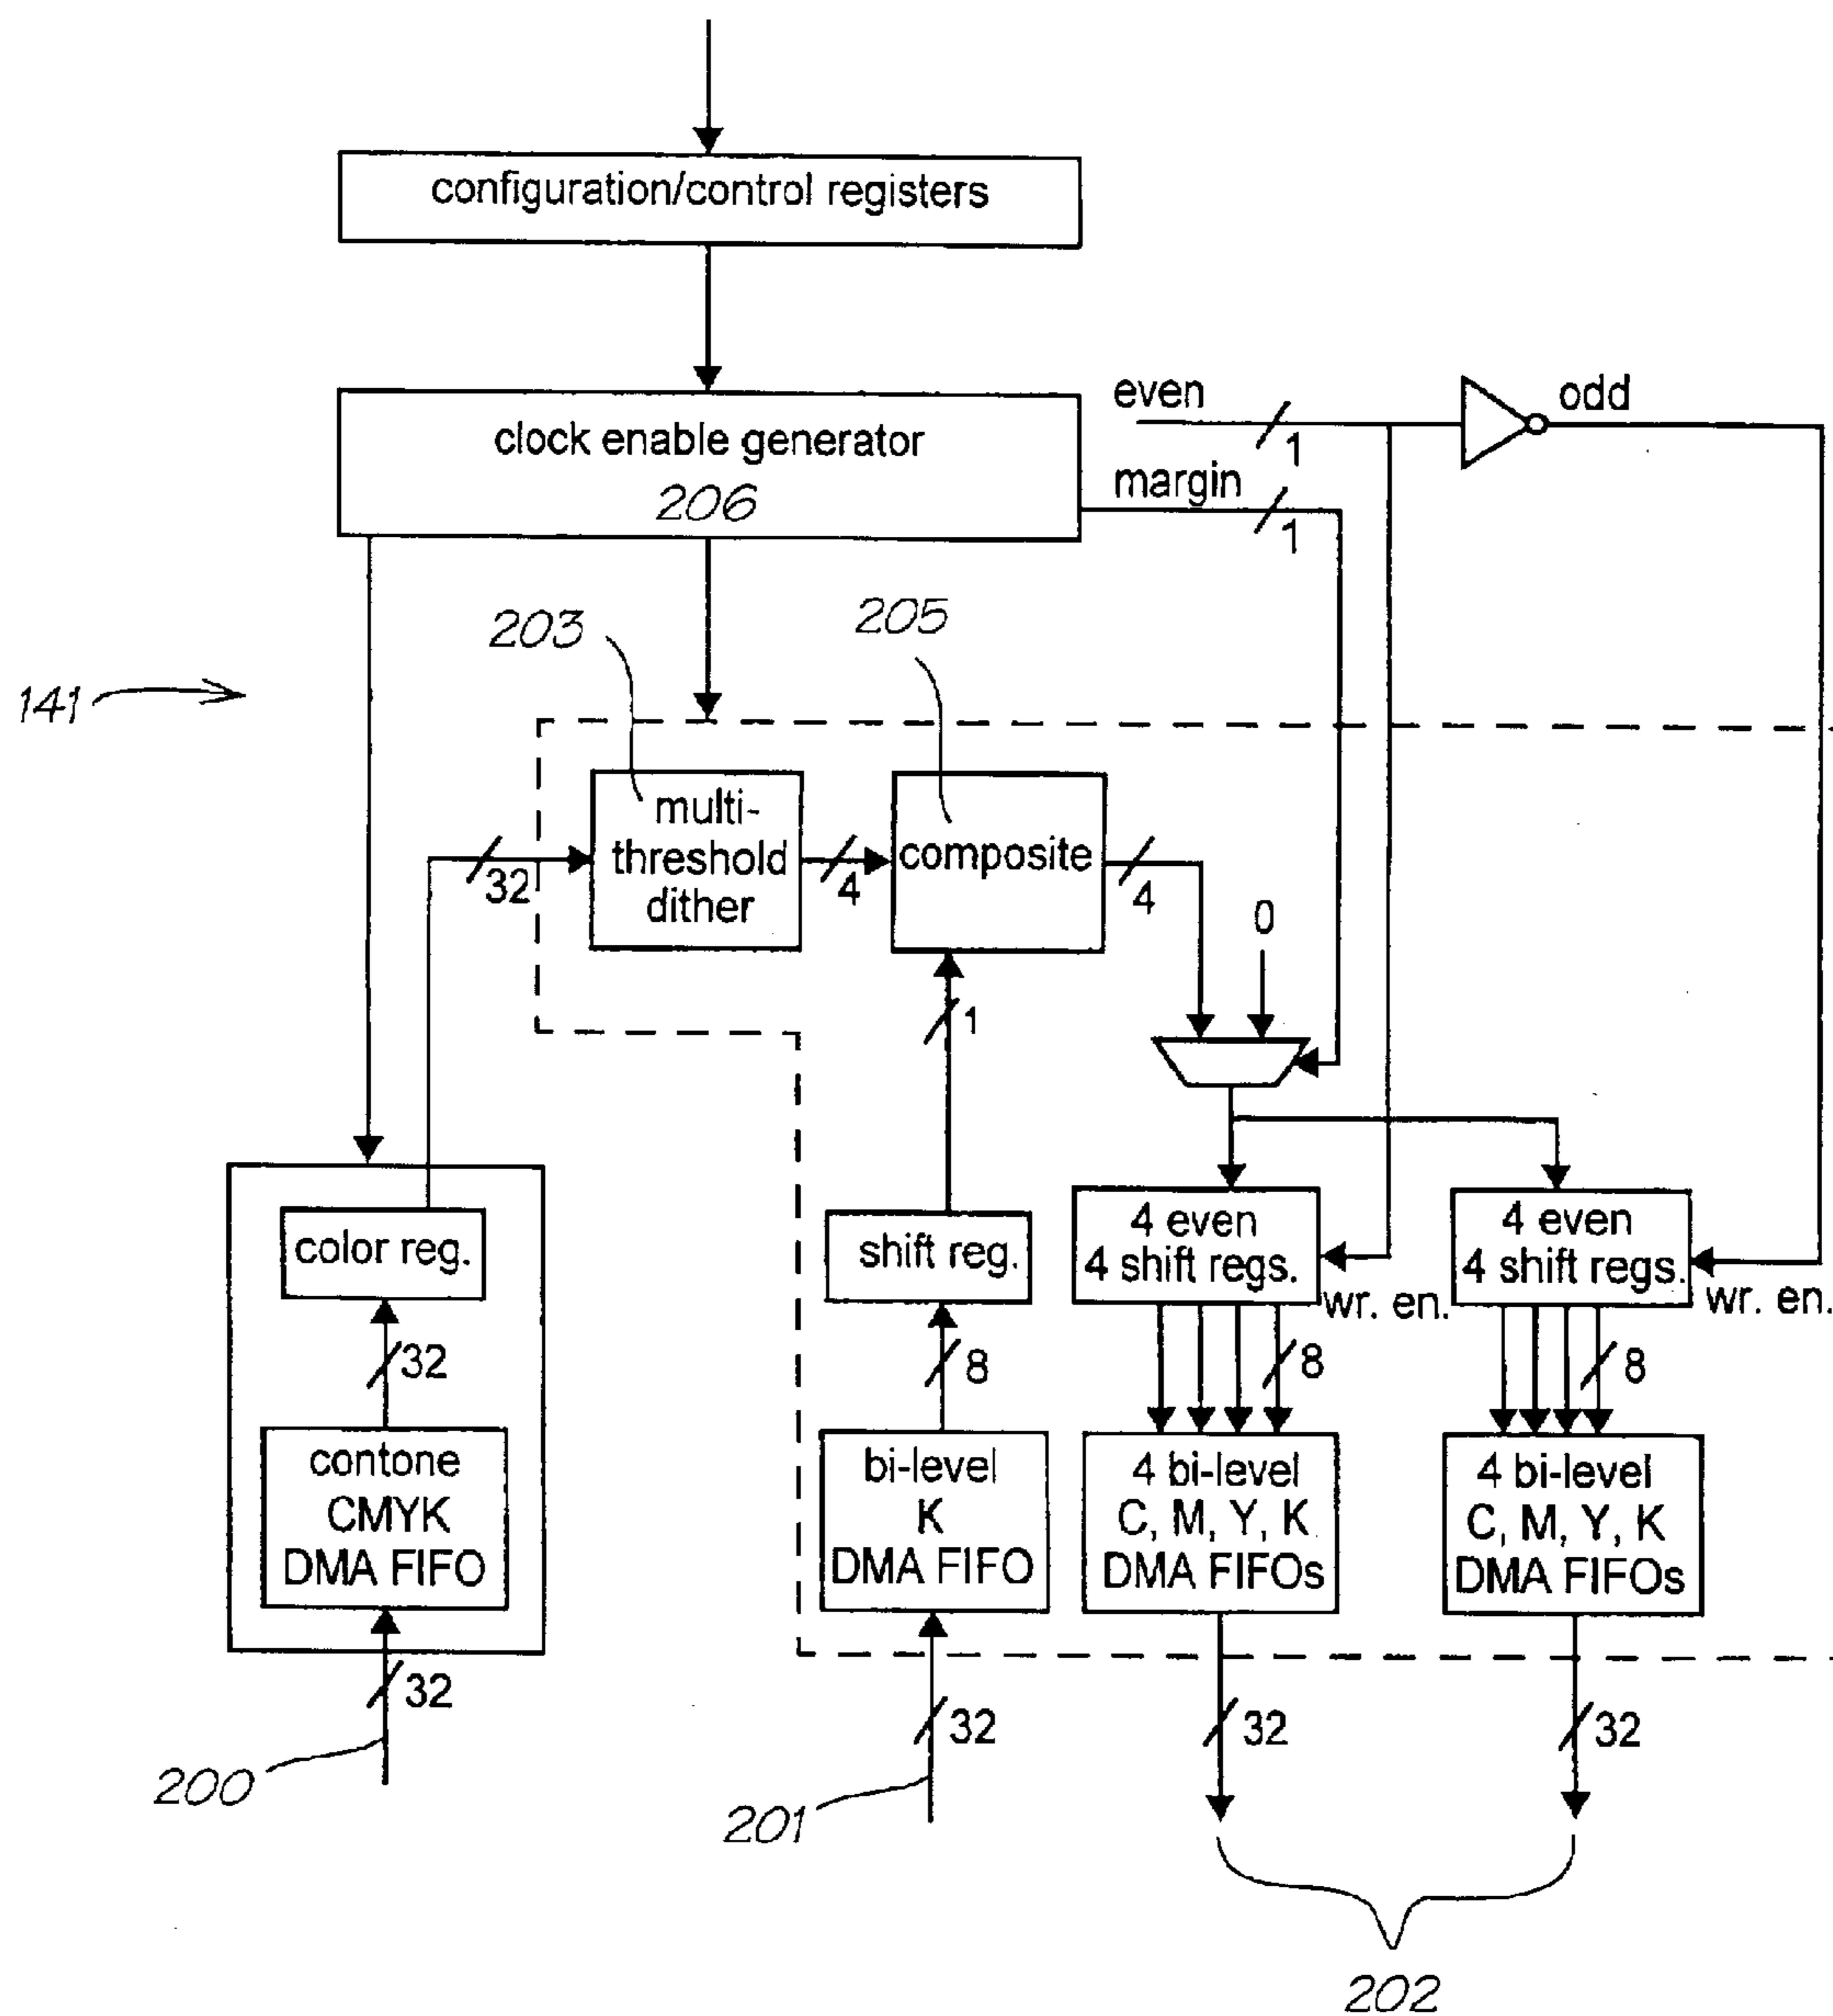 configuration/control registers
clock enable generator
206
even
1
odd
margin
1
203
205
141
multi-
threshold
dither
32
4
composite
4
0
1
color reg.
32
contone
CMYK
DMA FIFO
32
200
shift reg.
8
bi-level
K
DMA FIFO
32
201
4 even
4 shift regs.
wr. en.
8
4 bi-level
C, M, Y, K
DMA FIFOs
32
4 even
4 shift regs.
wr. en.
8
4 bi-level
C, M, Y, K
DMA FIFOs
32
202